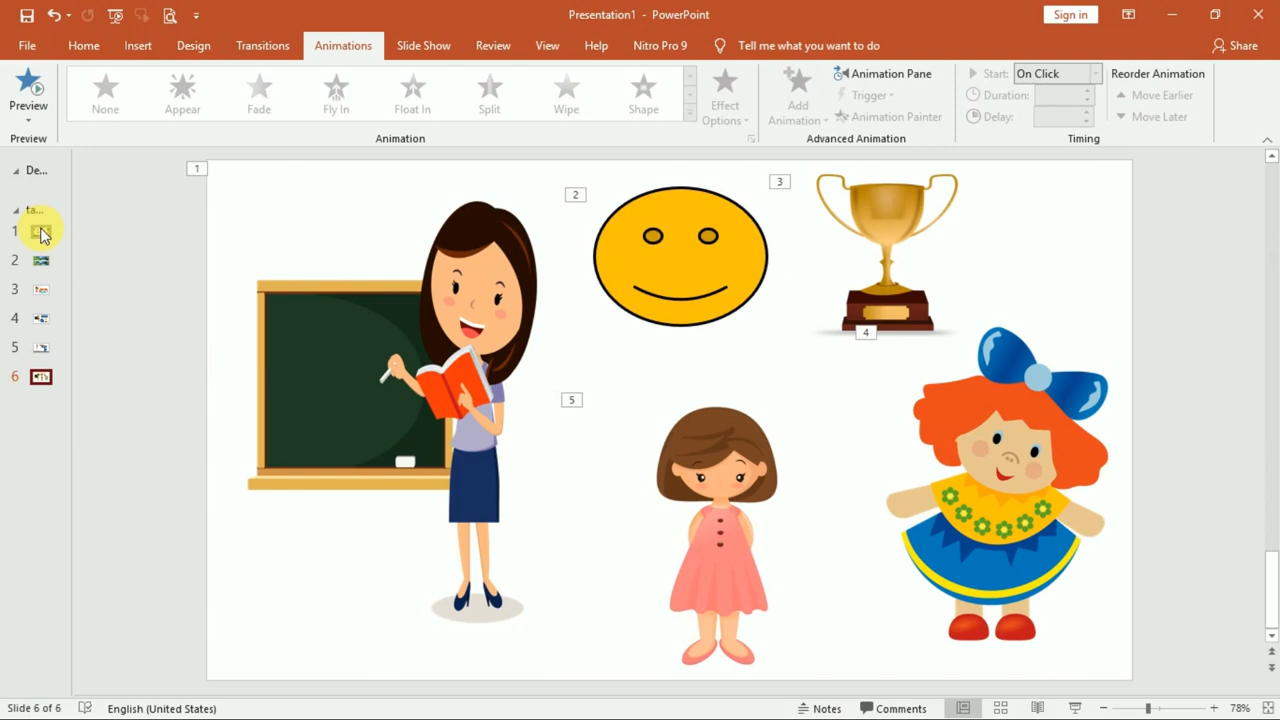 Presentation1 - PowerPoint
Sign in
File Home Insert Design Transitions Animations Slide Show Review View Help Nitro Pro 9 Tell me what you want to do Share
Preview
None Appear Fade Fly In Float In Split Wipe Shape
Effect Options
Add Animation
Animation Pane
Trigger
Animation Painter
Start: On Click
Duration:
Delay:
Reorder Animation
Move Earlier
Move Later
Preview Animation Advanced Animation Timing
De...
ta...
1
2
3
4
5
6
1
2
3
4
5
Slide 6 of 6 English (United States) Notes Comments 78%